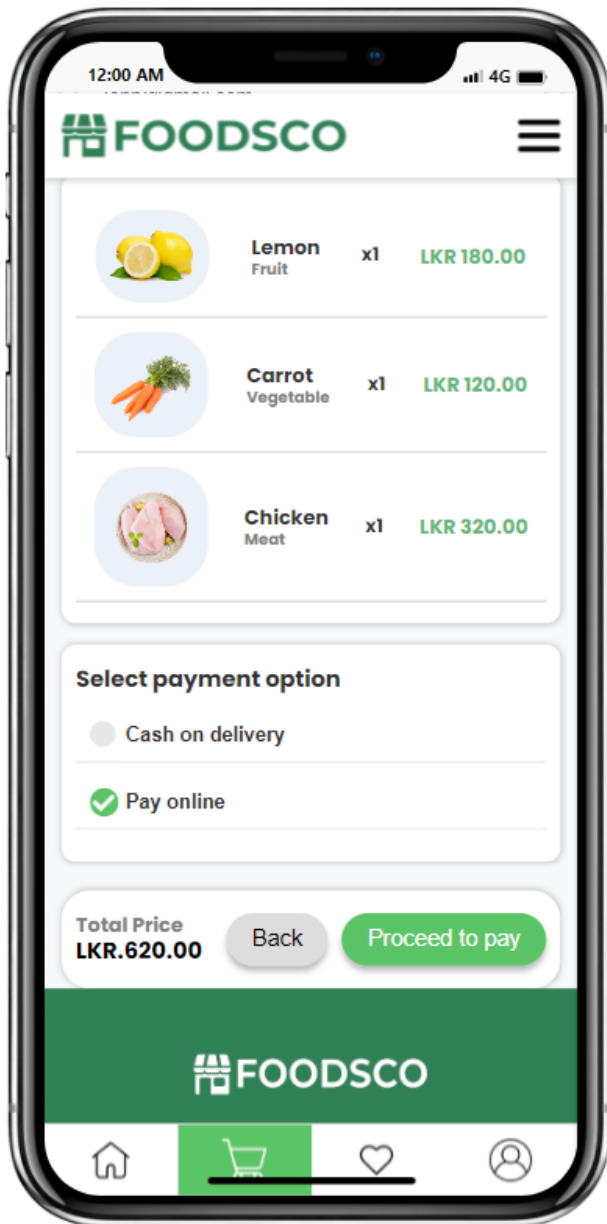 12:00 AM
4G
FOODSCO
Lemon
Fruit
x1
LKR 180.00
Carrot
Vegetable
x1
LKR 120.00
Chicken
Meat
x1
LKR 320.00
Select payment option
Cash on delivery
Pay online
Total Price
LKR.620.00
Back
Proceed to pay
FOODSCO